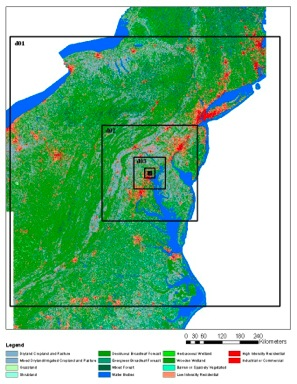 d01
d02
d03
0 30 60 120 180 240
Kilometers
Legend
Dryland Cropland and Pasture
Mixed Dryland/Irrigated Cropland and Pasture
Grassland
Shrubland
Deciduous Broadleaf Forest
Evergreen Broadleaf Forest
Mixed Forest
Water Bodies
Herbaceous Wetland
Wooded Wetland
Barren or Sparsely Vegetated
Low Intensity Residential
High Intensity Residential
Industrial or Commercial